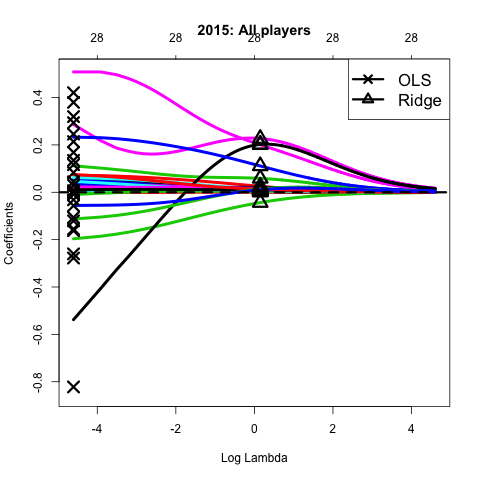 2015: All players
28 28 28 28 28
OLS
Ridge
Coefficients
0.4
0.2
0.0
-0.2
-0.4
-0.6
-0.8
-4 -2 0 2 4
Log Lambda